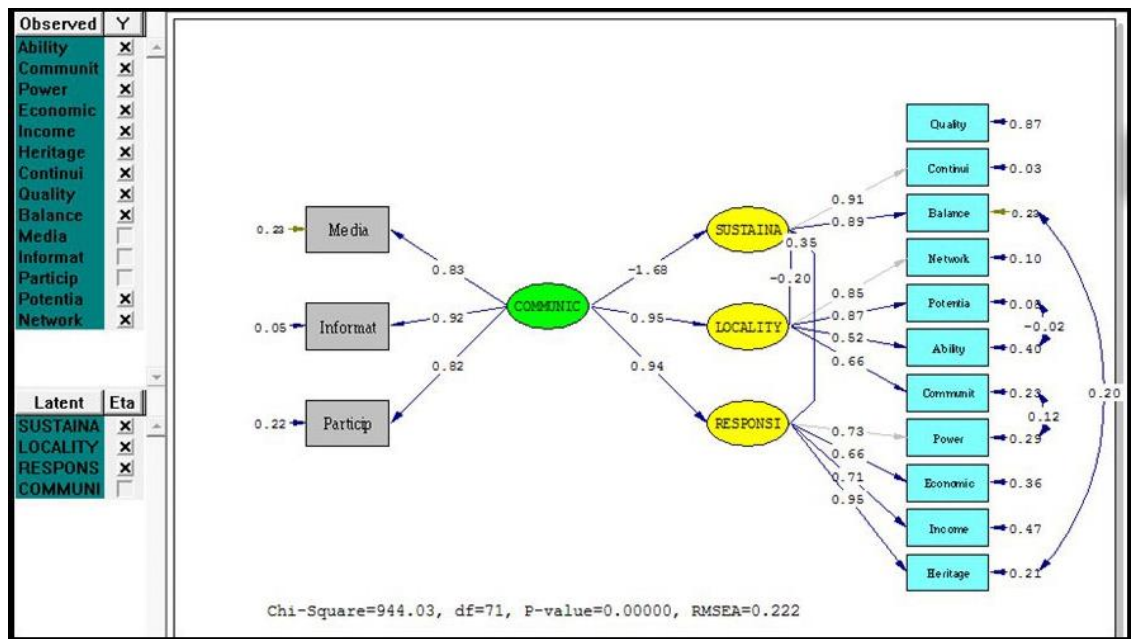 Observed Y
Ability
Communit
Power
Economic
Income
Heritage
Continui
Quality
Balance
Media
Informat
Particip
Potentia
Network
Latent Eta
SUSTAINA
LOCALITY
RESPONS
COMMUNI
0.23 Media
0.05 Informat
0.22 Particip
0.83
0.92
0.82
COMMUNIC
-1.68
0.95
0.94
SUSTAINA
LOCALITY
RESPONSI
0.35
-0.20
0.91
0.89
0.85
0.87
0.52
0.66
0.73
0.66
0.71
0.95
Quality 0.87
Continui 0.03
Balance 0.23
Network 0.10
Potentia 0.08
-0.02
Ability 0.40
Communit 0.23
0.12
0.20
Power 0.29
Economic 0.36
Income 0.47
Heritage 0.21
Chi-Square=944.03, df=71, P-value=0.00000, RMSEA=0.222